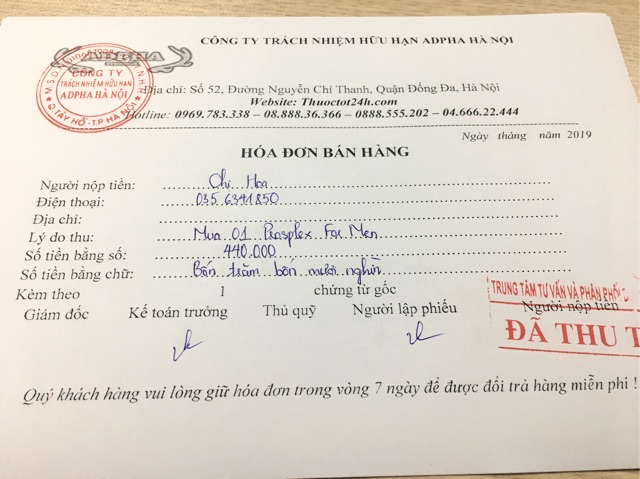 CÔNG TY TRÁCH NHIỆM HỮU HẠN ADPHA HÀ NỘI
CÔNG TY
TRÁCH NHIỆM HỮU HẠN
ADPHA HÀ NỘI
Q.TÂY HỒ-T.P HÀ NỘI
Địa chỉ: Số 52, Đường Nguyễn Chí Thanh, Quận Đống Đa, Hà Nội
Website: Thuoctot24h.com
Hotline: 0969.783.338 – 08.888.36.366 – 0888.555.202 – 04.666.22.444
Ngày tháng năm 2019
HÓA ĐƠN BÁN HÀNG
Người nộp tiền: Chị Hoa
Điện thoại: 035 6341850
Địa chỉ:
Lý do thu: Mua 01 Prasplex For Men
Số tiền bằng số: 440.000
Số tiền bằng chữ: Bốn trăm bốn mươi nghìn
Kèm theo 1 chứng từ gốc
Giám đốc Kế toán trưởng Thủ quỹ Người lập phiếu Người nộp tiền
TRUNG TÂM TƯ VẤN VÀ PHÂN PHỐI
ĐÃ THU T
Quý khách hàng vui lòng giữ hóa đơn trong vòng 7 ngày để được đổi trả hàng miễn phí !